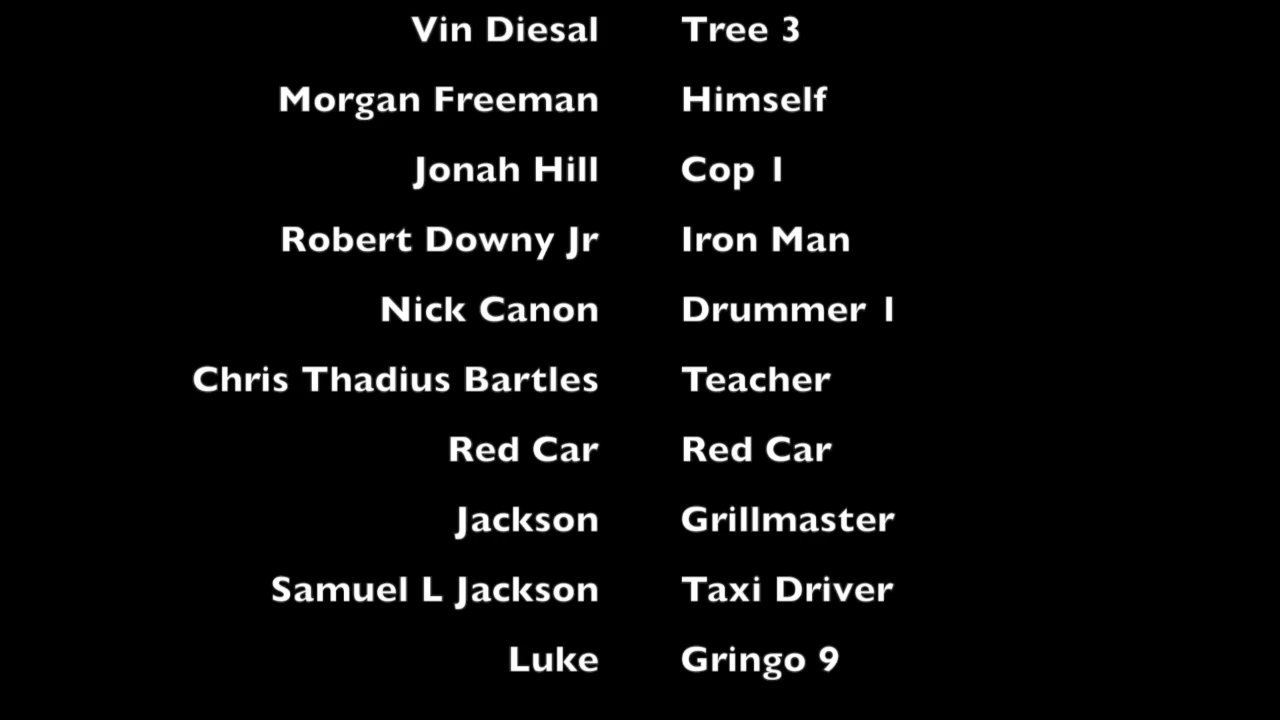 Vin Diesal Tree 3
Morgan Freeman Himself
Jonah Hill Cop 1
Robert Downy Jr Iron Man
Nick Canon Drummer 1
Chris Thadius Bartles Teacher
Red Car Red Car
Jackson Grillmaster
Samuel L Jackson Taxi Driver
Luke Gringo 9